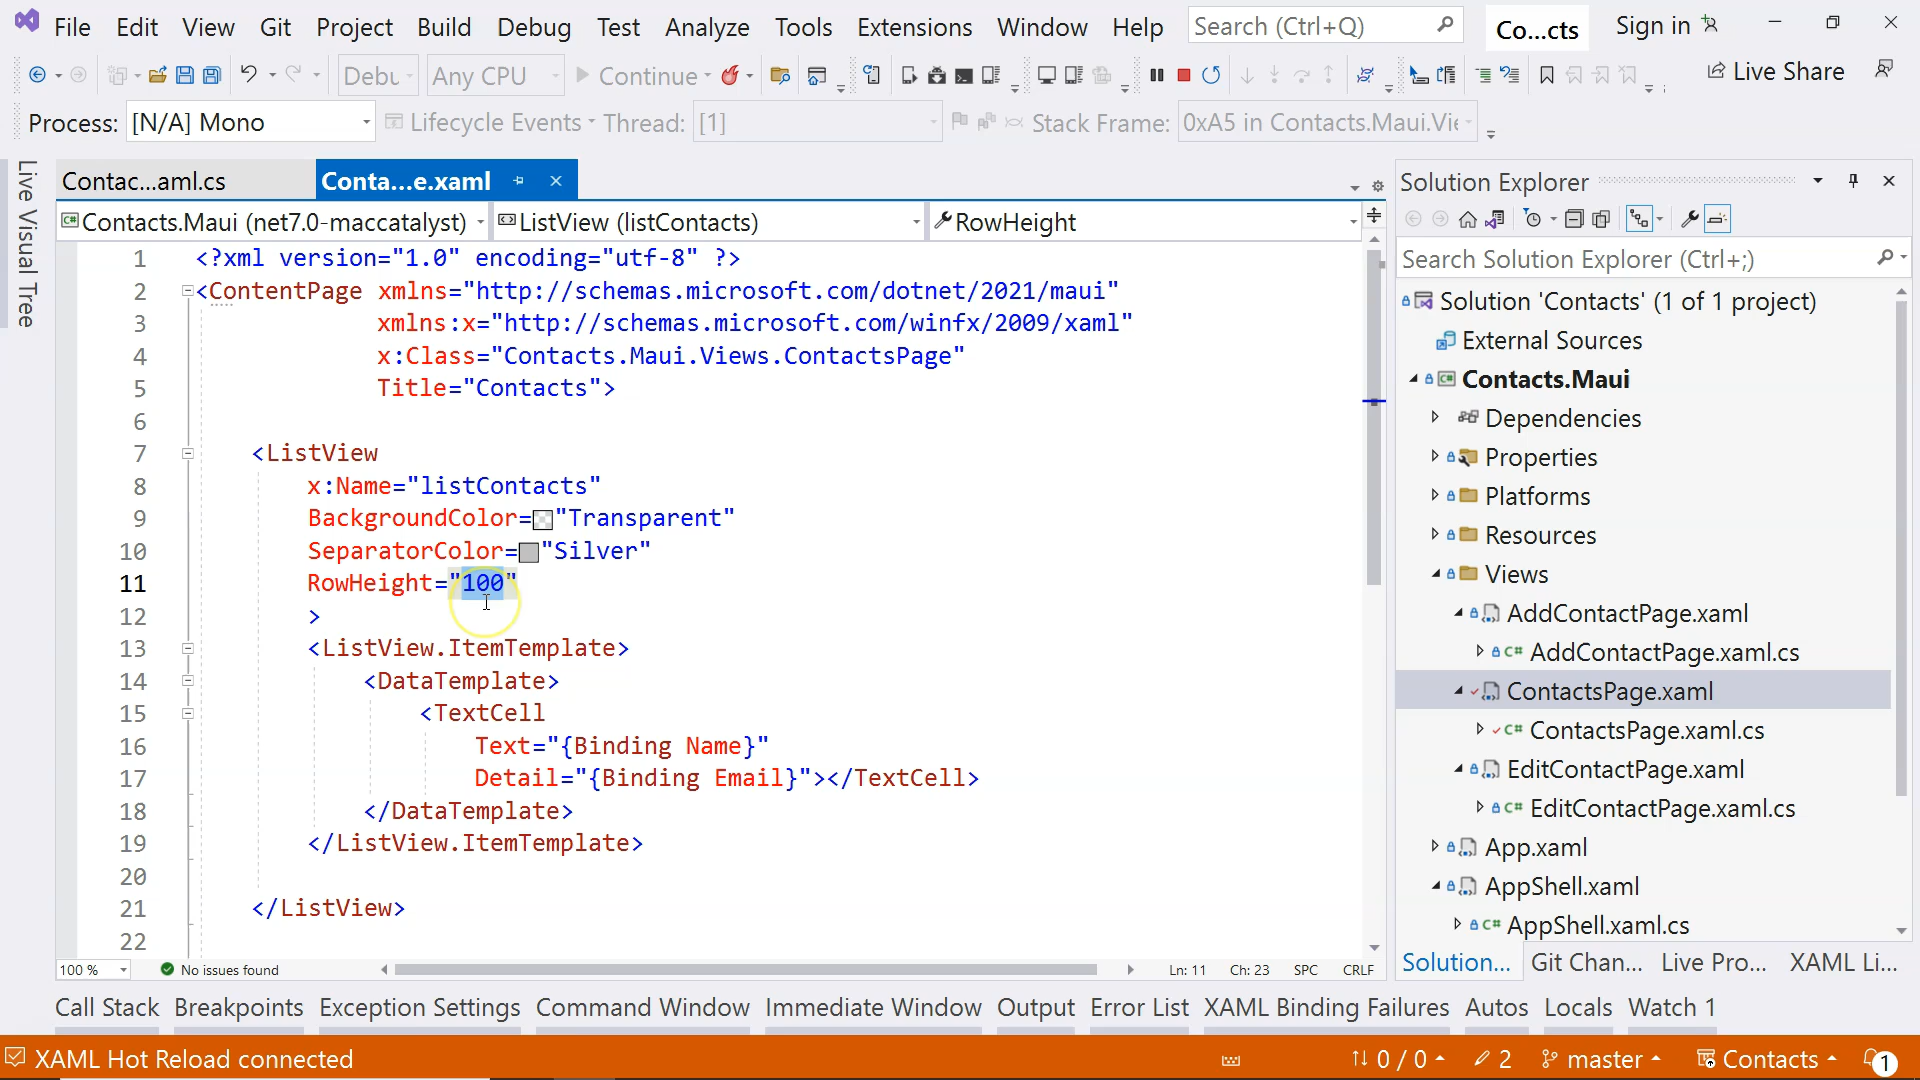 File Edit View Git Project Build Debug Test Analyze Tools Extensions Window Help Search (Ctrl+Q) Co...cts Sign in
Debu Any CPU Continue Live Share
Process: [N/A] Mono Lifecycle Events Thread: [1] Stack Frame: 0xA5 in Contacts.Maui.Vie
Live Visual Tree
Contac...aml.cs Conta...e.xaml
Contacts.Maui (net7.0-maccatalyst) ListView (listContacts) RowHeight
1 <?xml version="1.0" encoding="utf-8" ?>
2 <ContentPage xmlns="http://schemas.microsoft.com/dotnet/2021/maui"
3 xmlns:x="http://schemas.microsoft.com/winfx/2009/xaml"
4 x:Class="Contacts.Maui.Views.ContactsPage"
5 Title="Contacts">
6
7 <ListView
8 x:Name="listContacts"
9 BackgroundColor="Transparent"
10 SeparatorColor="Silver"
11 RowHeight="100"
12 >
13 <ListView.ItemTemplate>
14 <DataTemplate>
15 <TextCell
16 Text="{Binding Name}"
17 Detail="{Binding Email}"></TextCell>
18 </DataTemplate>
19 </ListView.ItemTemplate>
20
21 </ListView>
22
100 % No issues found Ln: 11 Ch: 23 SPC CRLF
Solution Explorer
Search Solution Explorer (Ctrl+;)
Solution 'Contacts' (1 of 1 project)
External Sources
C# Contacts.Maui
Dependencies
Properties
Platforms
Resources
Views
AddContactPage.xaml
C# AddContactPage.xaml.cs
ContactsPage.xaml
C# ContactsPage.xaml.cs
EditContactPage.xaml
C# EditContactPage.xaml.cs
App.xaml
AppShell.xaml
C# AppShell.xaml.cs
Solution... Git Chan... Live Pro... XAML Li...
Call Stack Breakpoints Exception Settings Command Window Immediate Window Output Error List XAML Binding Failures Autos Locals Watch 1
XAML Hot Reload connected 0 / 0 2 master Contacts 1